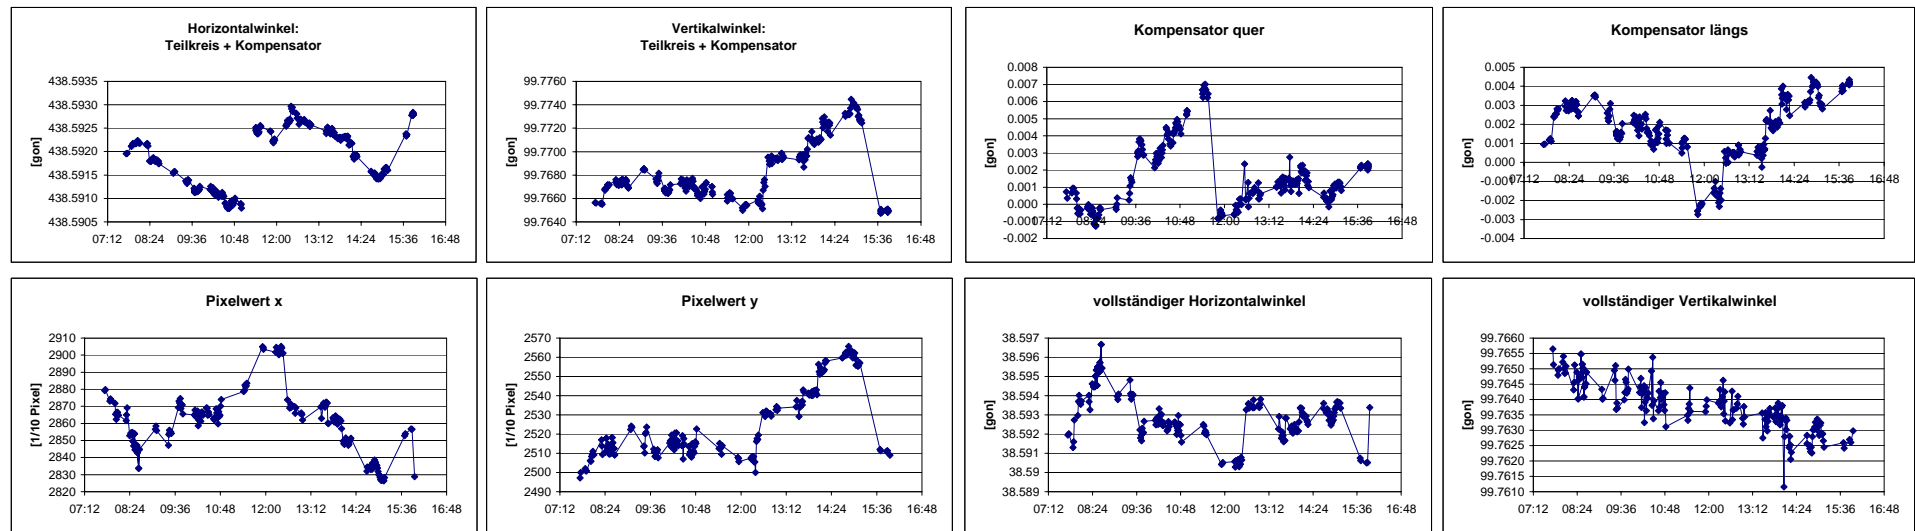 Horizontalwinkel:
Teilkreis + Kompensator
438.5935
438.5930
438.5925
438.5920
438.5915
438.5910
438.5905
[gon]
07:12 08:24 09:36 10:48 12:00 13:12 14:24 15:36 16:48
Vertikalwinkel:
Teilkreis + Kompensator
99.7760
99.7740
99.7720
99.7700
99.7680
99.7660
99.7640
[gon]
07:12 08:24 09:36 10:48 12:00 13:12 14:24 15:36 16:48
Kompensator quer
0.008
0.007
0.006
0.005
0.004
0.003
0.002
0.001
0.000
-0.001
-0.002
[gon]
07:12 08:24 09:36 10:48 12:00 13:12 14:24 15:36 16:48
Kompensator längs
0.005
0.004
0.003
0.002
0.001
0.000
-0.001
-0.002
-0.003
-0.004
[gon]
07:12 08:24 09:36 10:48 12:00 13:12 14:24 15:36 16:48
Pixelwert x
2910
2900
2890
2880
2870
2860
2850
2840
2830
2820
[1/10 Pixel]
07:12 08:24 09:36 10:48 12:00 13:12 14:24 15:36 16:48
Pixelwert y
2570
2560
2550
2540
2530
2520
2510
2500
2490
[1/10 Pixel]
07:12 08:24 09:36 10:48 12:00 13:12 14:24 15:36 16:48
vollständiger Horizontalwinkel
38.597
38.596
38.595
38.594
38.593
38.592
38.591
38.59
38.589
[gon]
07:12 08:24 09:36 10:48 12:00 13:12 14:24 15:36 16:48
vollständiger Vertikalwinkel
99.7660
99.7655
99.7650
99.7645
99.7640
99.7635
99.7630
99.7625
99.7620
99.7615
99.7610
[gon]
07:12 08:24 09:36 10:48 12:00 13:12 14:24 15:36 16:48